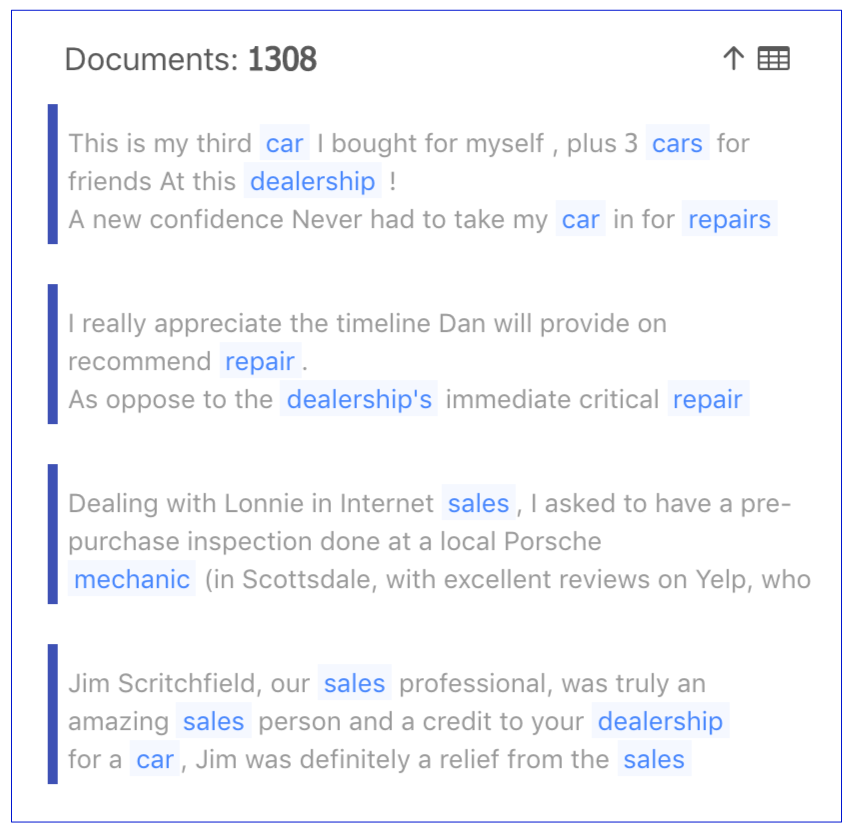 Documents: 1308
This is my third car I bought for myself , plus 3 cars for
friends At this dealership !
A new confidence Never had to take my car in for repairs
I really appreciate the timeline Dan will provide on
recommend repair .
As oppose to the dealership's immediate critical repair
Dealing with Lonnie in Internet sales , I asked to have a pre-
purchase inspection done at a local Porsche
mechanic (in Scottsdale, with excellent reviews on Yelp, who
Jim Scritchfield, our sales professional, was truly an
amazing sales person and a credit to your dealership
for a car , Jim was definitely a relief from the sales